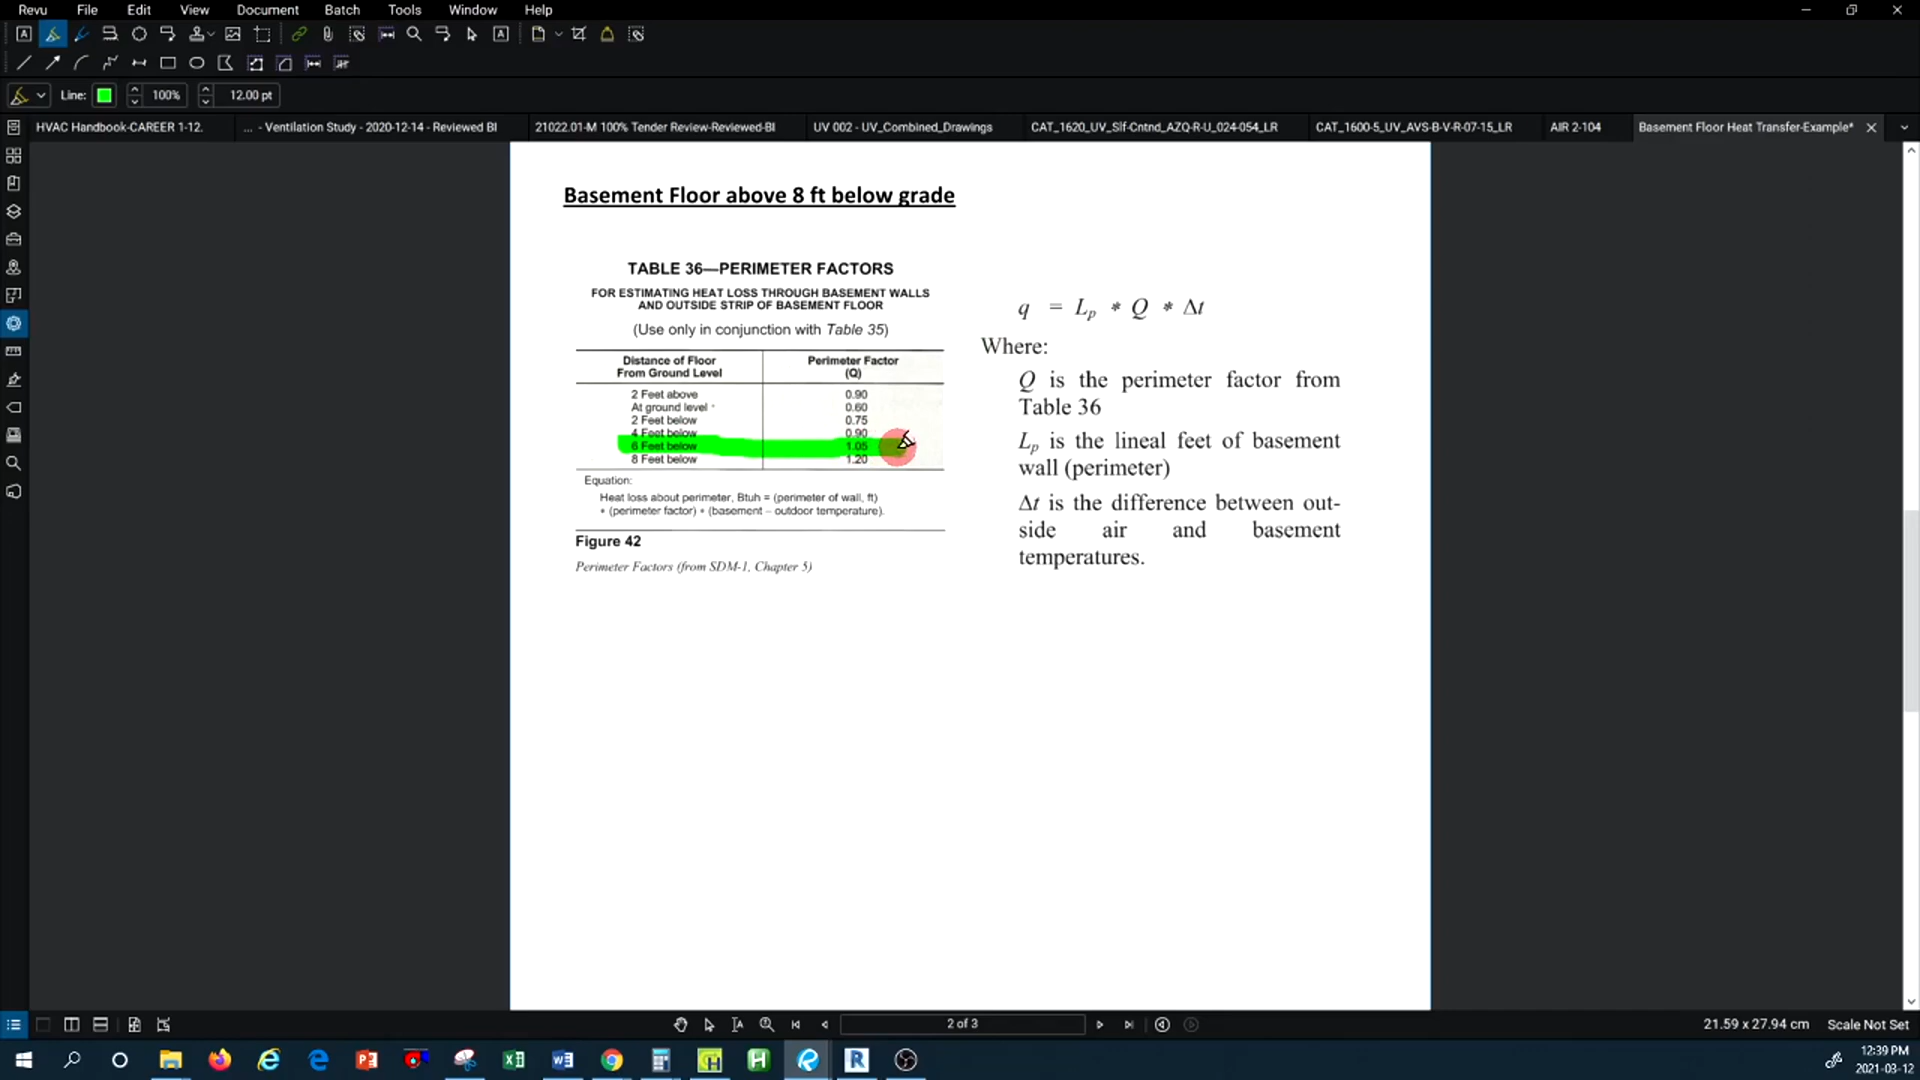 Revu File Edit View Document Batch Tools Window Help
Line: 100% 12.00 pt
HVAC Handbook-CAREER 1-12. ... - Ventilation Study - 2020-12-14 - Reviewed BI 21022.01-M 100% Tender Review-Reviewed-BI UV 002 - UV_Combined_Drawings CAT_1620_UV_Slf-Cntnd_AZQ-R-U_024-054_LR CAT_1600-5_UV_AVS-B-V-R-07-15_LR AIR 2-104 Basement Floor Heat Transfer-Example*
Basement Floor above 8 ft below grade
TABLE 36—PERIMETER FACTORS
FOR ESTIMATING HEAT LOSS THROUGH BASEMENT WALLS
AND OUTSIDE STRIP OF BASEMENT FLOOR
(Use only in conjunction with Table 35)
Distance of Floor Perimeter Factor
From Ground Level (Q)
2 Feet above 0.90
At ground level 0.60
2 Feet below 0.75
4 Feet below 0.90
6 Feet below 1.05
8 Feet below 1.20
Equation:
Heat loss about perimeter, Btuh = (perimeter of wall, ft)
* (perimeter factor) * (basement – outdoor temperature).
Figure 42
Perimeter Factors (from SDM-1, Chapter 5)
q = Lp * Q * Δt
Where:
Q is the perimeter factor from
Table 36
Lp is the lineal feet of basement
wall (perimeter)
Δt is the difference between out-
side air and basement
temperatures.
2 of 3
21.59 x 27.94 cm Scale Not Set
12:39 PM
2021-03-12